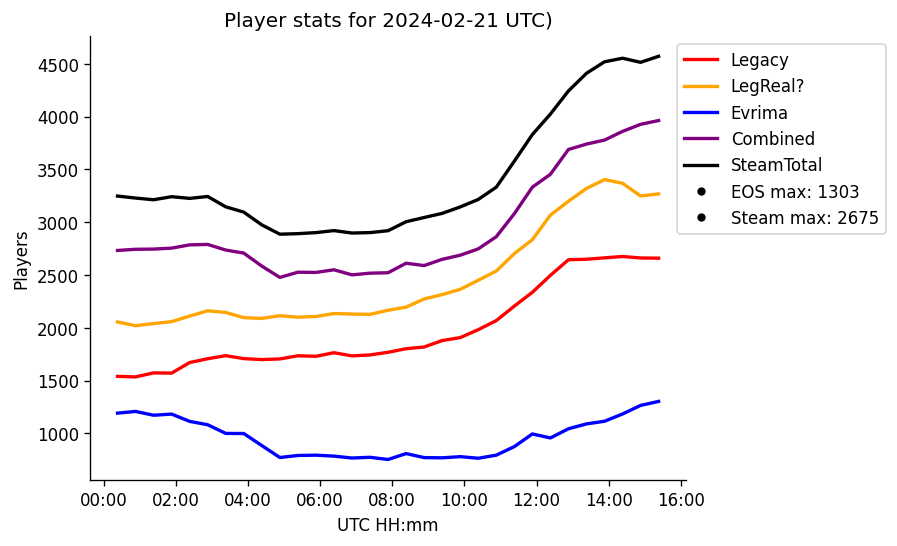 Player stats for 2024-02-21 UTC)
4500
4000
3500
3000
2500
2000
1500
1000
Players
00:00 02:00 04:00 06:00 08:00 10:00 12:00 14:00 16:00
UTC HH:mm
Legacy
LegReal?
Evrima
Combined
SteamTotal
EOS max: 1303
Steam max: 2675